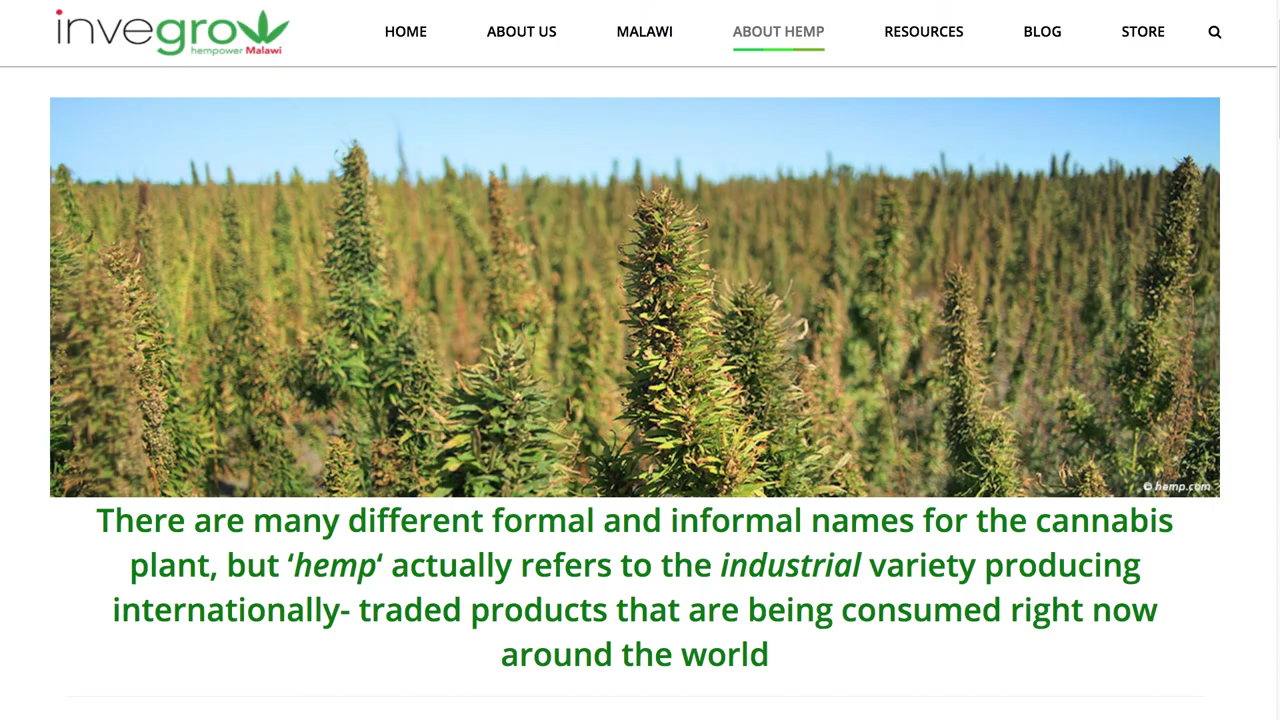 invegrow
hempower Malawi
HOME ABOUT US MALAWI ABOUT HEMP RESOURCES BLOG STORE
© hemp.com
There are many different formal and informal names for the cannabis
plant, but ‘hemp‘ actually refers to the industrial variety producing
internationally- traded products that are being consumed right now
around the world